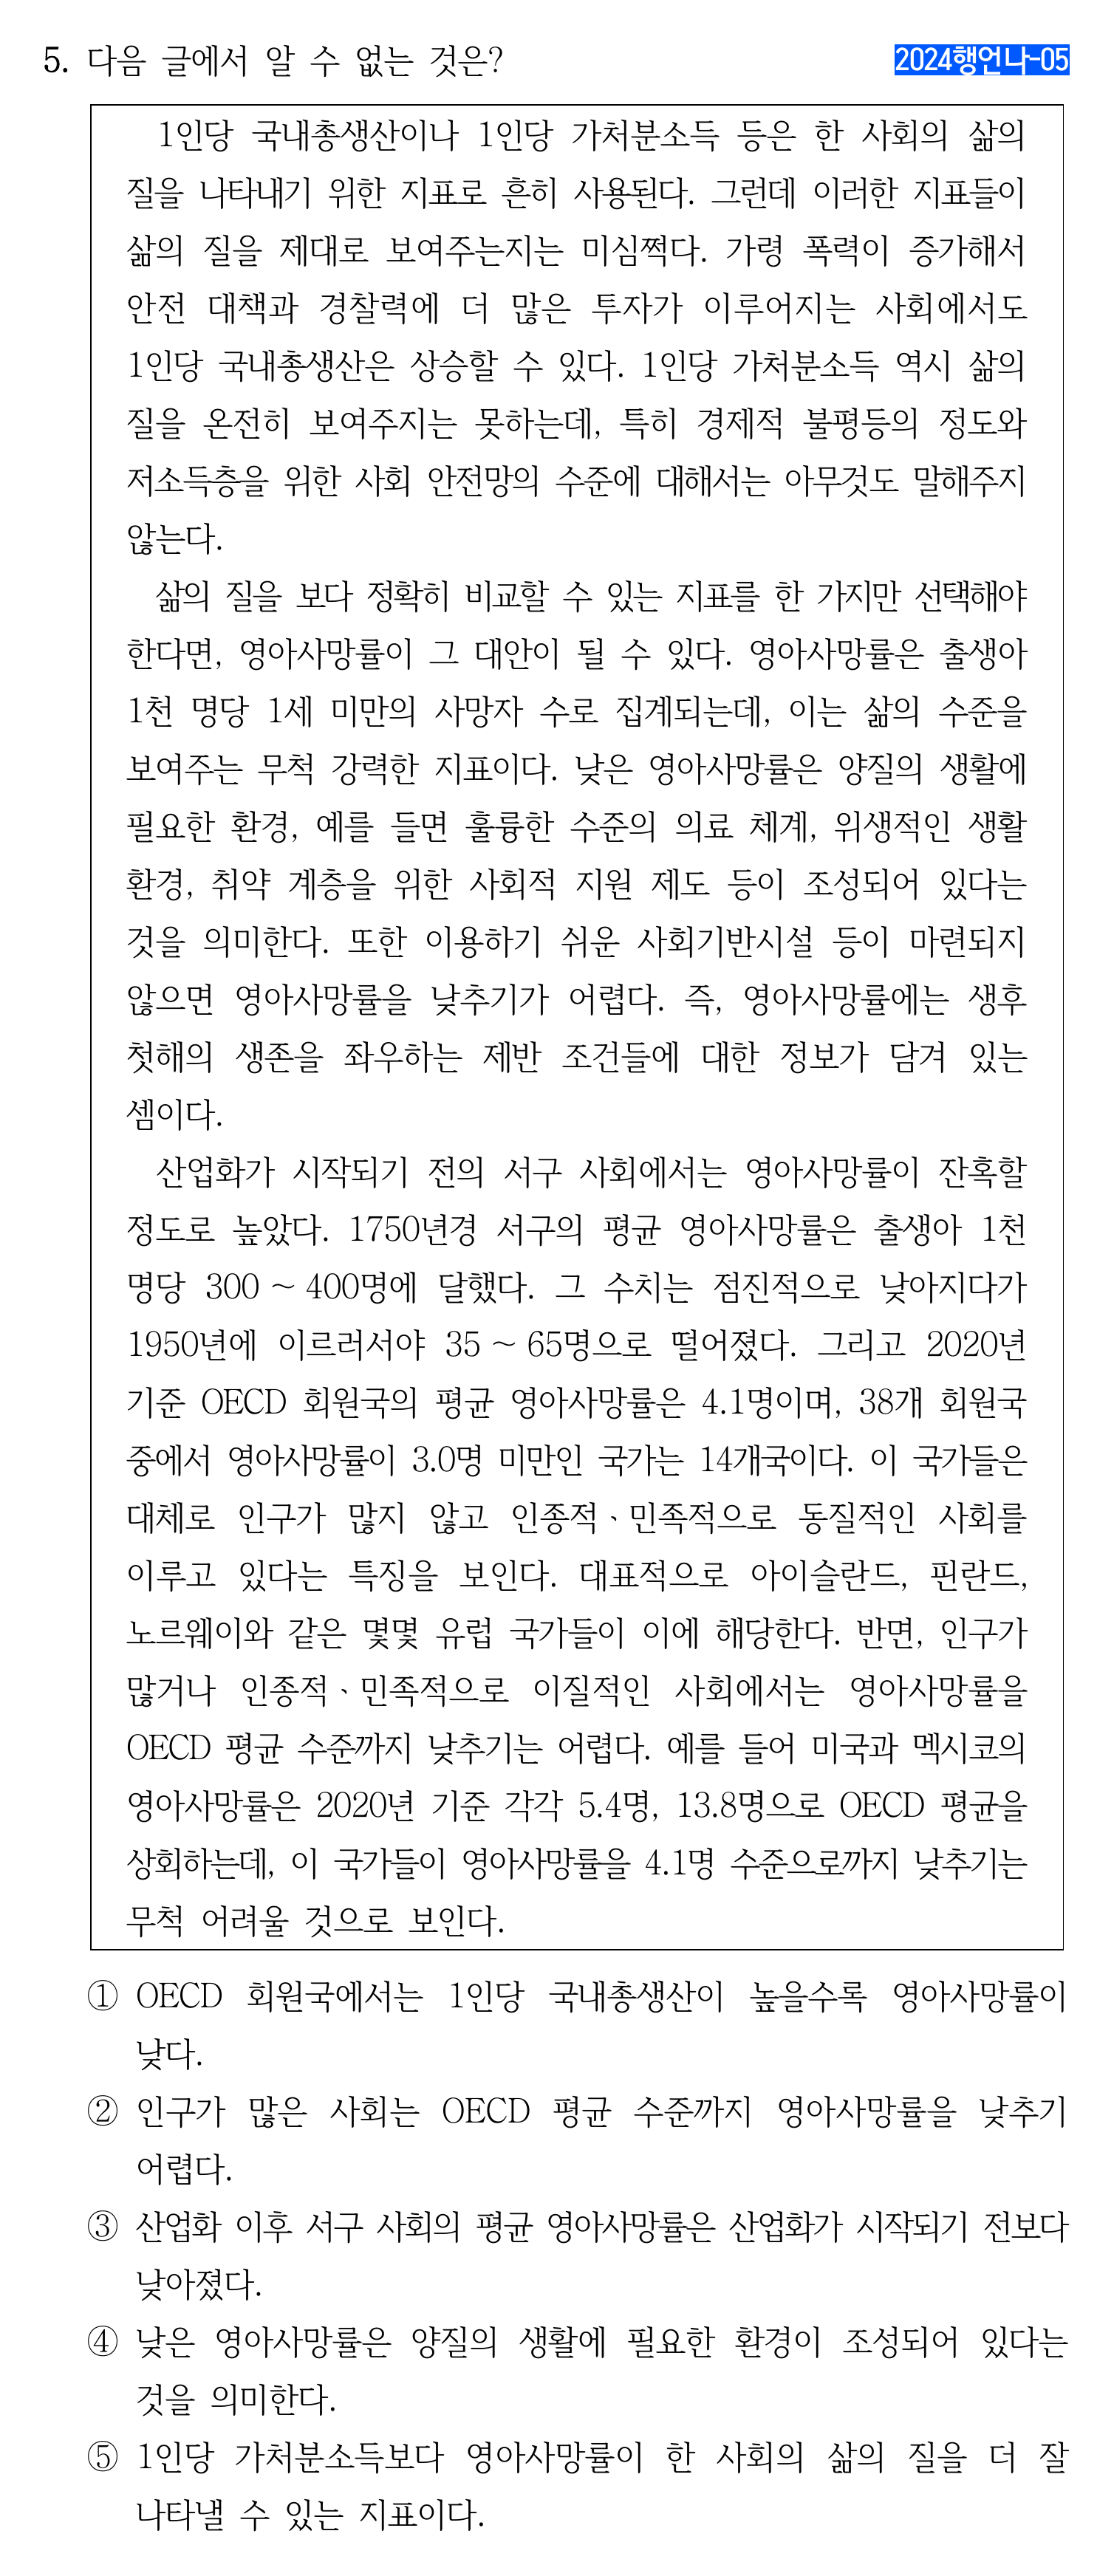 5. 다음 글에서 알 수 없는 것은?
2024행언나-05
1인당 국내총생산이나 1인당 가처분소득 등은 한 사회의 삶의
질을 나타내기 위한 지표로 흔히 사용된다. 그런데 이러한 지표들이
삶의 질을 제대로 보여주는지는 미심쩍다. 가령 폭력이 증가해서
안전 대책과 경찰력에 더 많은 투자가 이루어지는 사회에서도
1인당 국내총생산은 상승할 수 있다. 1인당 가처분소득 역시 삶의
질을 온전히 보여주지는 못하는데, 특히 경제적 불평등의 정도와
저소득층을 위한 사회 안전망의 수준에 대해서는 아무것도 말해주지
않는다.
삶의 질을 보다 정확히 비교할 수 있는 지표를 한 가지만 선택해야
한다면, 영아사망률이 그 대안이 될 수 있다. 영아사망률은 출생아
1천 명당 1세 미만의 사망자 수로 집계되는데, 이는 삶의 수준을
보여주는 무척 강력한 지표이다. 낮은 영아사망률은 양질의 생활에
필요한 환경, 예를 들면 훌륭한 수준의 의료 체계, 위생적인 생활
환경, 취약 계층을 위한 사회적 지원 제도 등이 조성되어 있다는
것을 의미한다. 또한 이용하기 쉬운 사회기반시설 등이 마련되지
않으면 영아사망률을 낮추기가 어렵다. 즉, 영아사망률에는 생후
첫해의 생존을 좌우하는 제반 조건들에 대한 정보가 담겨 있는
셈이다.
산업화가 시작되기 전의 서구 사회에서는 영아사망률이 잔혹할
정도로 높았다. 1750년경 서구의 평균 영아사망률은 출생아 1천
명당 300 ~ 400명에 달했다. 그 수치는 점진적으로 낮아지다가
1950년에 이르러서야 35 ~ 65명으로 떨어졌다. 그리고 2020년
기준 OECD 회원국의 평균 영아사망률은 4.1명이며, 38개 회원국
중에서 영아사망률이 3.0명 미만인 국가는 14개국이다. 이 국가들은
대체로 인구가 많지 않고 인종적ㆍ민족적으로 동질적인 사회를
이루고 있다는 특징을 보인다. 대표적으로 아이슬란드, 핀란드,
노르웨이와 같은 몇몇 유럽 국가들이 이에 해당한다. 반면, 인구가
많거나 인종적ㆍ민족적으로 이질적인 사회에서는 영아사망률을
OECD 평균 수준까지 낮추기는 어렵다. 예를 들어 미국과 멕시코의
영아사망률은 2020년 기준 각각 5.4명, 13.8명으로 OECD 평균을
상회하는데, 이 국가들이 영아사망률을 4.1명 수준으로까지 낮추기는
무척 어려울 것으로 보인다.
① OECD 회원국에서는 1인당 국내총생산이 높을수록 영아사망률이
낮다.
② 인구가 많은 사회는 OECD 평균 수준까지 영아사망률을 낮추기
어렵다.
③ 산업화 이후 서구 사회의 평균 영아사망률은 산업화가 시작되기 전보다
낮아졌다.
④ 낮은 영아사망률은 양질의 생활에 필요한 환경이 조성되어 있다는
것을 의미한다.
⑤ 1인당 가처분소득보다 영아사망률이 한 사회의 삶의 질을 더 잘
나타낼 수 있는 지표이다.